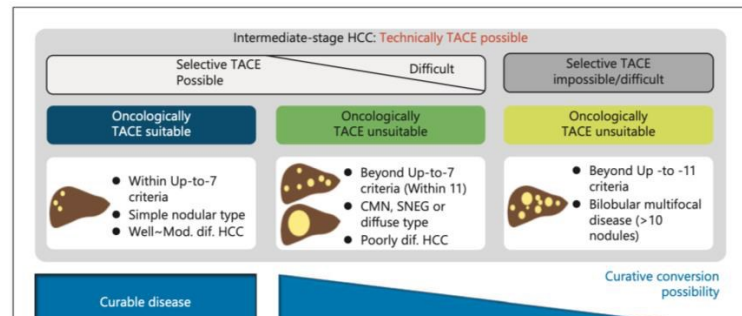 Intermediate-stage HCC: Technically TACE possible
Selective TACE
Possible
Difficult
Selective TACE
impossible/difficult
Oncologically
TACE suitable
Oncologically
TACE unsuitable
Oncologically
TACE unsuitable
● Within Up-to-7
criteria
● Simple nodular type
● Well~Mod. dif. HCC
● Beyond Up-to-7
criteria (Within 11)
● CMN, SNEG or
diffuse type
● Poorly dif. HCC
● Beyond Up -to -11
criteria
● Bilobular multifocal
disease (>10
nodules)
Curable disease
Curative conversion
possibility